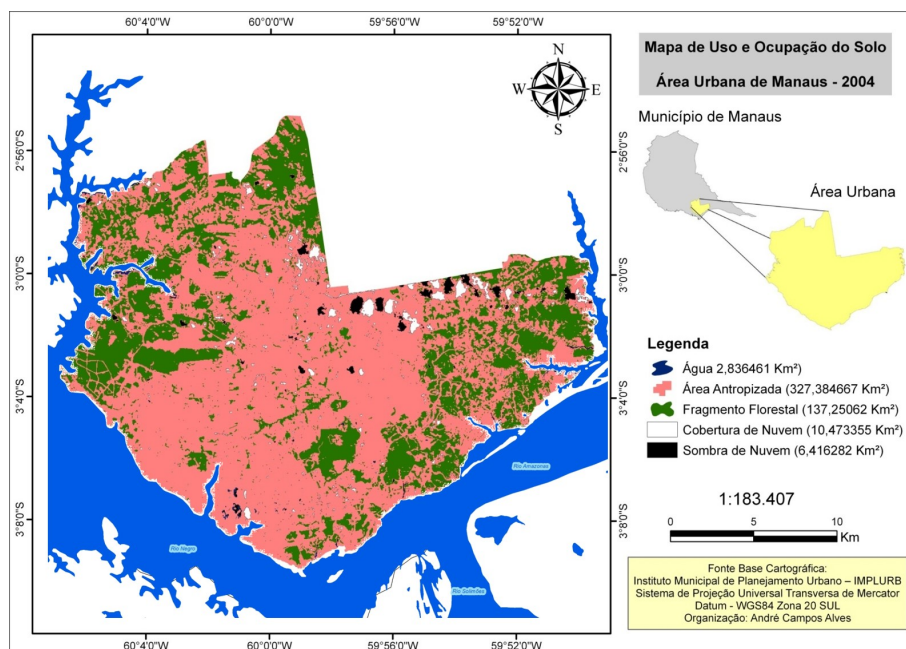 60°4'0"W 60°0'0"W 59°56'0"W 59°52'0"W
N
W E
S
2°56'0"S
3°0'0"S
3°4'0"S
3°8'0"S
2°56'0"S
3°0'0"S
3°4'0"S
3°8'0"S
Rio Amazonas
Rio Negro
Rio Solimões
60°4'0"W 60°0'0"W 59°56'0"W 59°52'0"W
Mapa de Uso e Ocupação do Solo
Área Urbana de Manaus - 2004
Município de Manaus
Área Urbana
Legenda
Água 2,836461 Km²)
Área Antropizada (327,384667 Km²)
Fragmento Florestal (137,25062 Km²)
Cobertura de Nuvem (10,473355 Km²)
Sombra de Nuvem (6,416282 Km²)
1:183.407
0 5 10
Km
Fonte Base Cartográfica:
Instituto Municipal de Planejamento Urbano – IMPLURB
Sistema de Projeção Universal Transversa de Mercator
Datum - WGS84 Zona 20 SUL
Organização: André Campos Alves